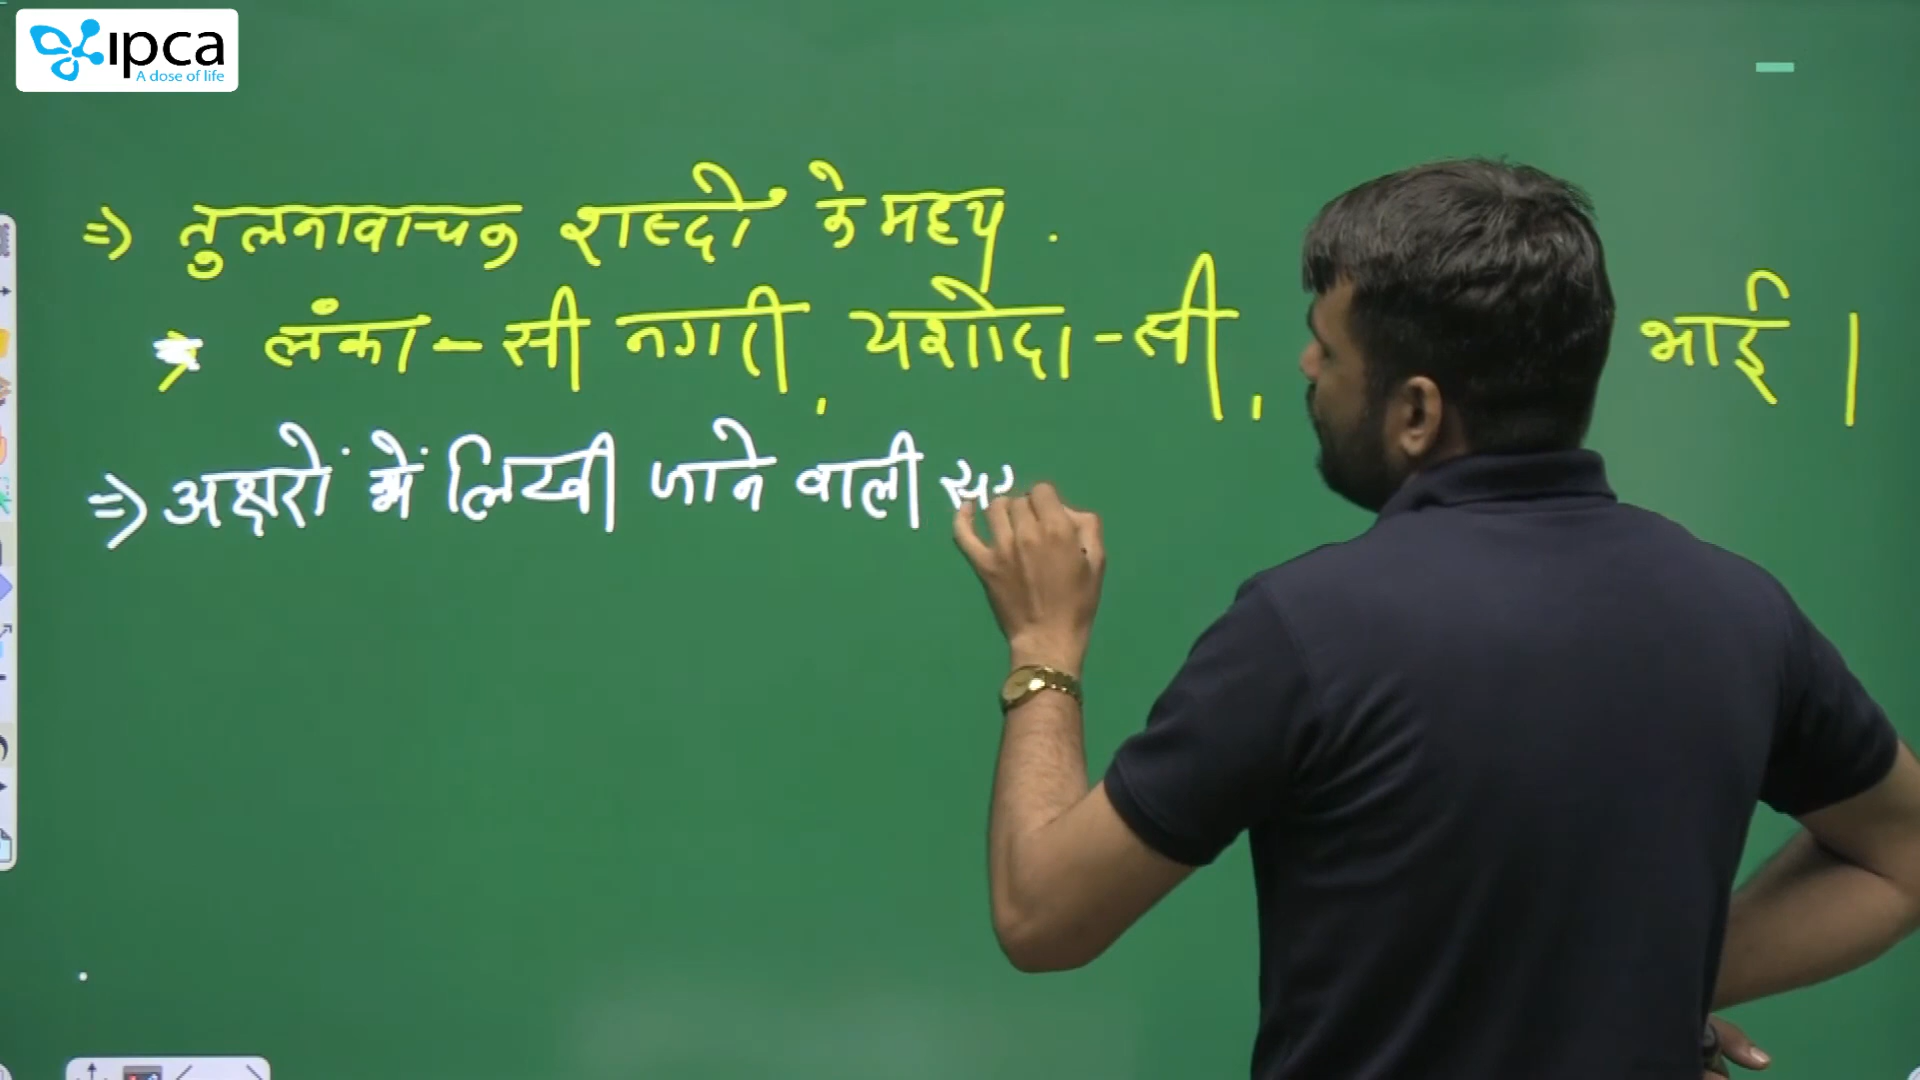 ipca
A dose of life
⇒ तुलनावाचक शब्दों के मध्य .
→ लंका - सी नगरी , यशोदा - सी , भाई ।
⇒ अक्षरों में लिखी जाने वाली